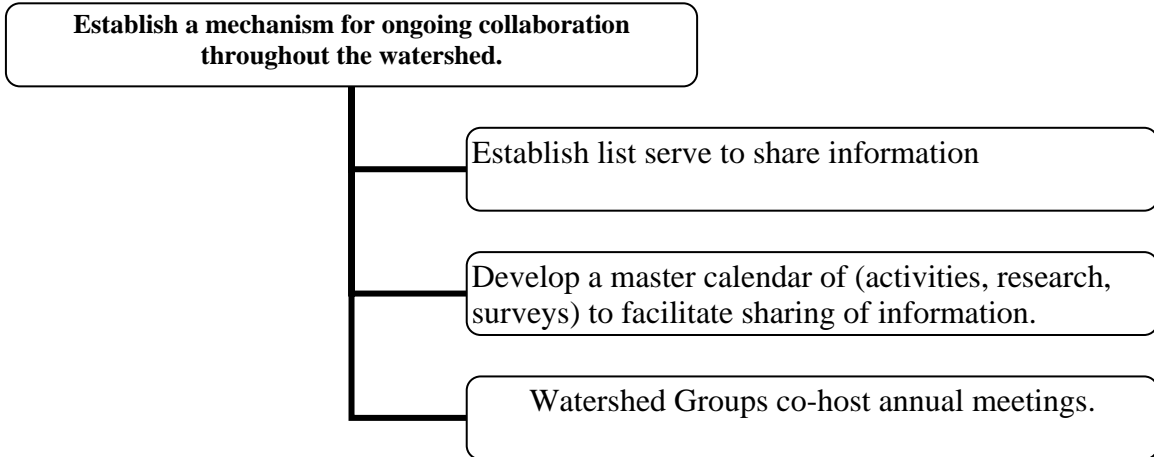 Establish a mechanism for ongoing collaboration
throughout the watershed.
Establish list serve to share information
Develop a master calendar of (activities, research,
surveys) to facilitate sharing of information.
Watershed Groups co-host annual meetings.